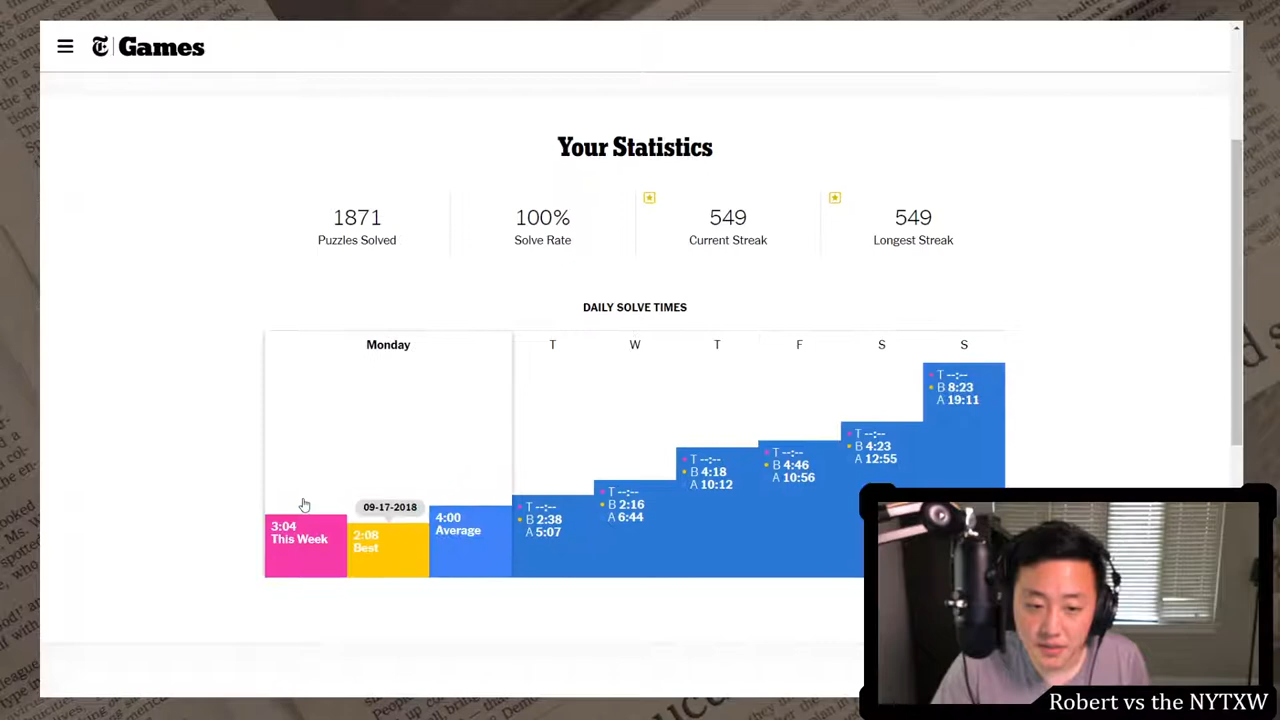 Games
Your Statistics
1871
Puzzles Solved
100%
Solve Rate
549
Current Streak
549
Longest Streak
DAILY SOLVE TIMES
Monday
T
W
T
F
S
S
3:04
This Week
09-17-2018
2:08
Best
4:00
Average
T --:--
B 2:38
A 5:07
T --:--
B 2:16
A 6:44
T --:--
B 4:18
A 10:12
T --:--
B 4:46
A 10:56
T --:--
B 4:23
A 12:55
T --:--
B 8:23
A 19:11
Robert vs the NYTXW